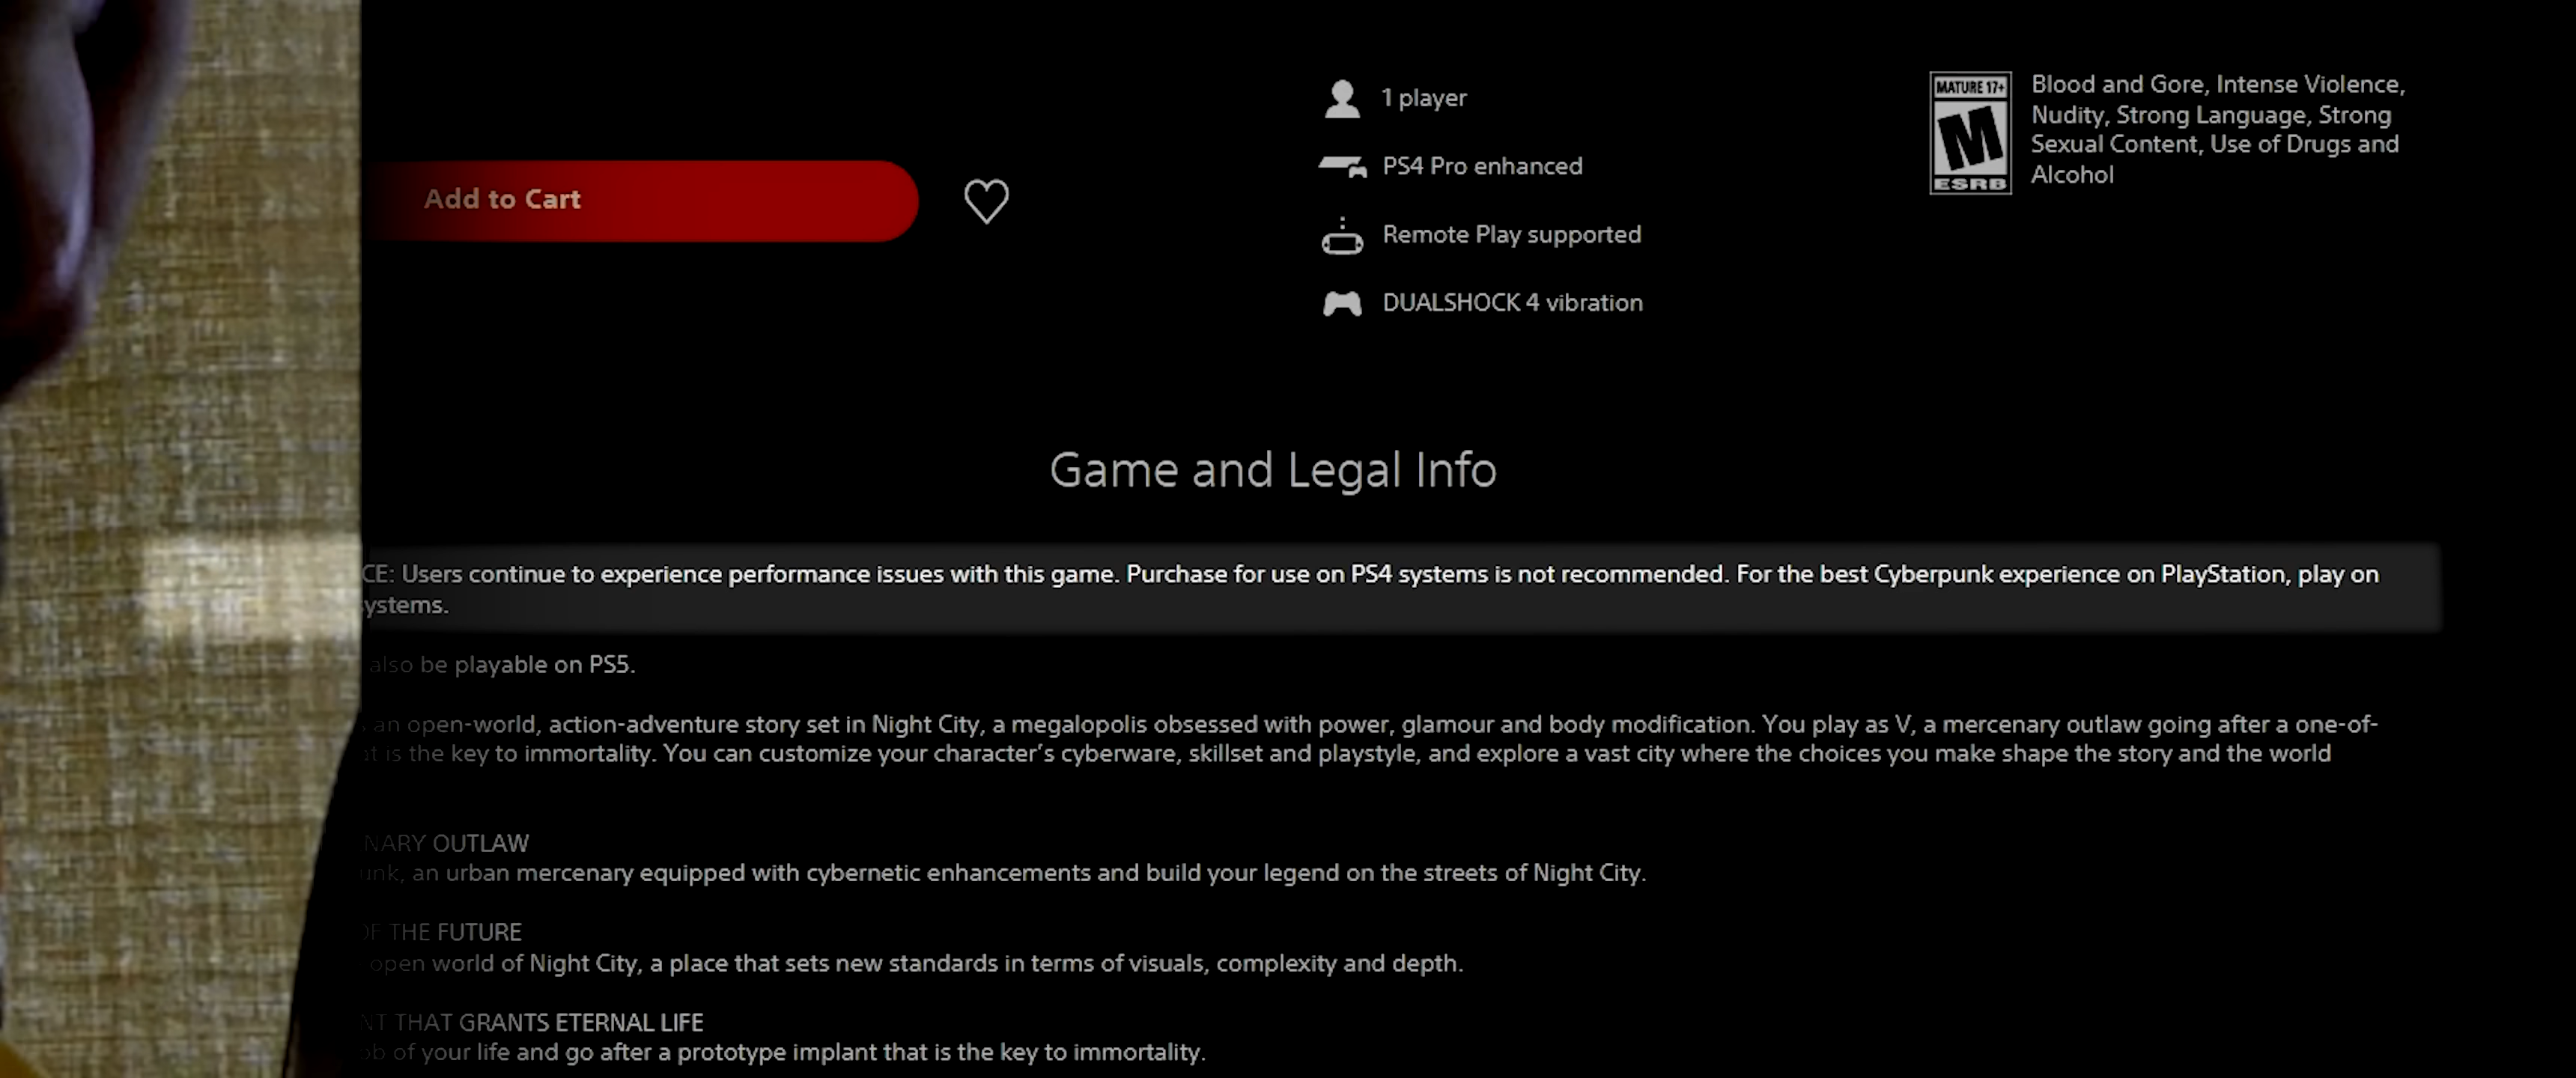 1 player
PS4 Pro enhanced
Remote Play supported
DUALSHOCK 4 vibration
MATURE 17+
M
ESRB
Blood and Gore, Intense Violence,
Nudity, Strong Language, Strong
Sexual Content, Use of Drugs and
Alcohol
Add to Cart
Game and Legal Info
CE: Users continue to experience performance issues with this game. Purchase for use on PS4 systems is not recommended. For the best Cyberpunk experience on PlayStation, play on
ystems.
also be playable on PS5.
an open-world, action-adventure story set in Night City, a megalopolis obsessed with power, glamour and body modification. You play as V, a mercenary outlaw going after a one-of-
is the key to immortality. You can customize your character’s cyberware, skillset and playstyle, and explore a vast city where the choices you make shape the story and the world
NARY OUTLAW
unk, an urban mercenary equipped with cybernetic enhancements and build your legend on the streets of Night City.
OF THE FUTURE
open world of Night City, a place that sets new standards in terms of visuals, complexity and depth.
NT THAT GRANTS ETERNAL LIFE
ob of your life and go after a prototype implant that is the key to immortality.